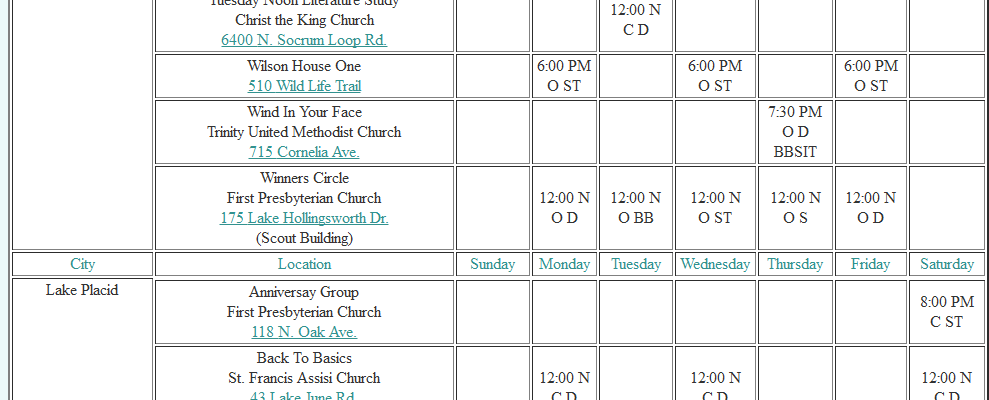 Tuesday Noon Literature Study
Christ the King Church
6400 N. Socrum Loop Rd.
12:00 N
C D
Wilson House One
510 Wild Life Trail
6:00 PM
O ST
6:00 PM
O ST
6:00 PM
O ST
Wind In Your Face
Trinity United Methodist Church
715 Cornelia Ave.
7:30 PM
O D
BBSIT
Winners Circle
First Presbyterian Church
175 Lake Hollingsworth Dr.
(Scout Building)
12:00 N
O D
12:00 N
O BB
12:00 N
O ST
12:00 N
O S
12:00 N
O D
City Location Sunday Monday Tuesday Wednesday Thursday Friday Saturday
Lake Placid
Anniversay Group
First Presbyterian Church
118 N. Oak Ave.
8:00 PM
C ST
Back To Basics
St. Francis Assisi Church
43 Lake June Rd.
12:00 N
C D
12:00 N
C D
12:00 N
C D